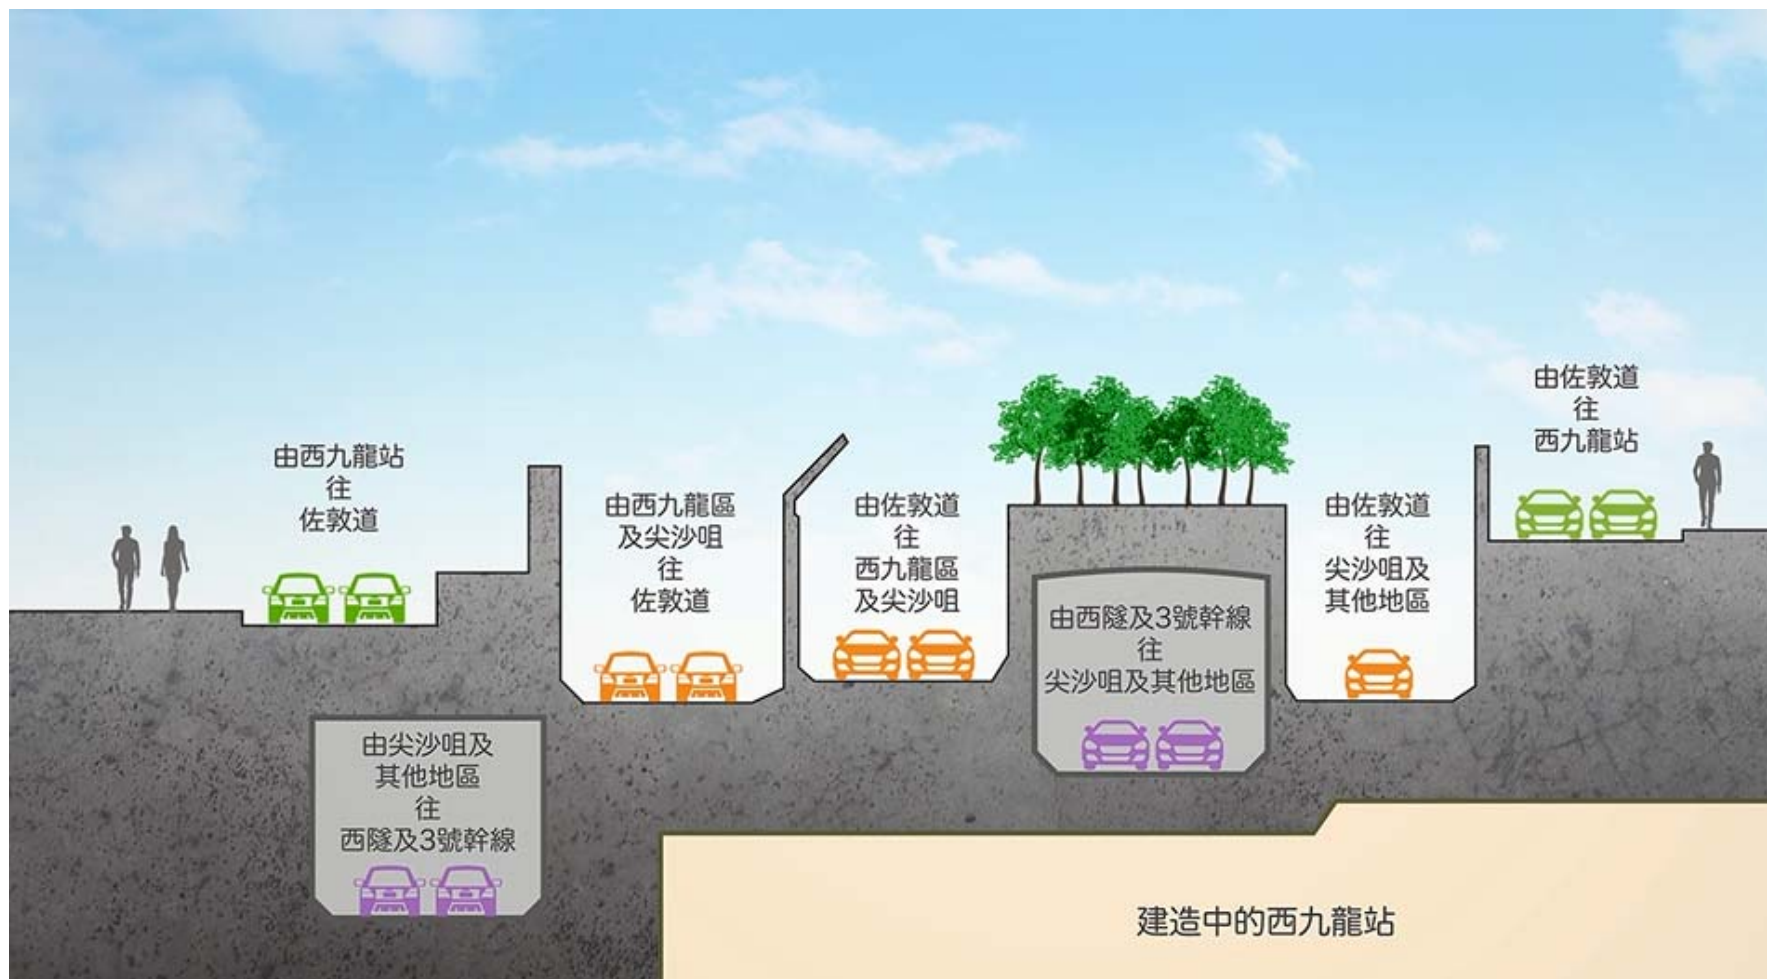 由西九龍站
往
佐敦道
由西九龍區
及尖沙咀
往
佐敦道
由佐敦道
往
西九龍區
及尖沙咀
由西隧及3號幹線
往
尖沙咀及其他地區
由佐敦道
往
尖沙咀及
其他地區
由佐敦道
往
西九龍站
由尖沙咀及
其他地區
往
西隧及3號幹線
建造中的西九龍站